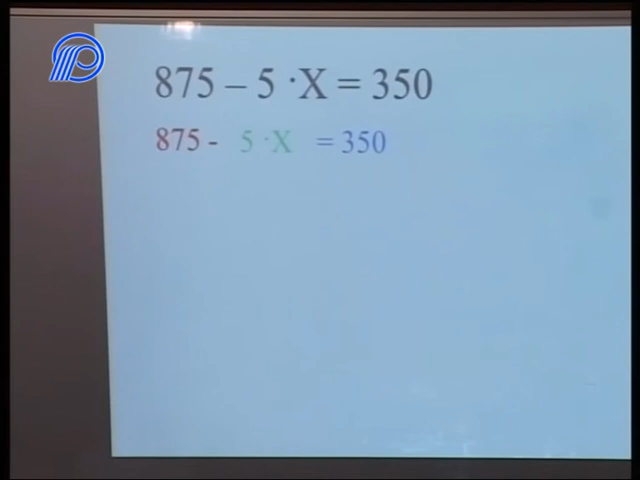 875 – 5 ·X = 350
875 - 5 ·X = 350